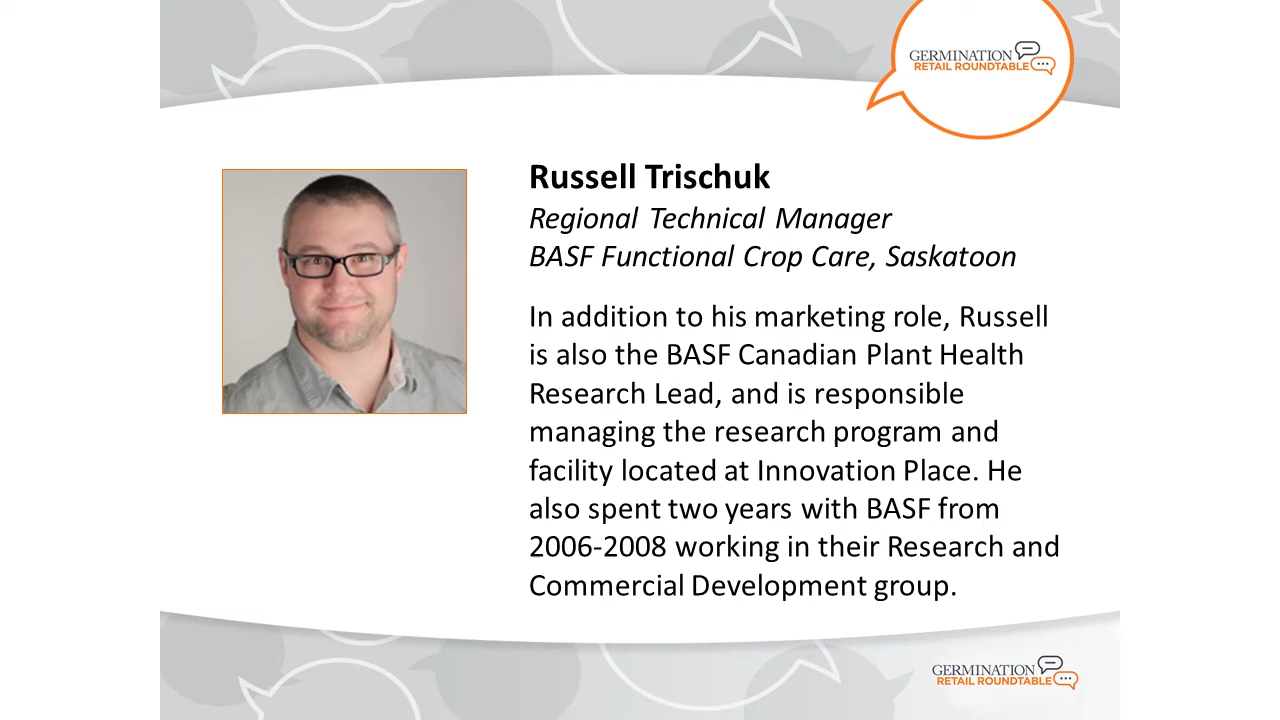 GERMINATION
RETAIL ROUNDTABLE
Russell Trischuk
Regional Technical Manager
BASF Functional Crop Care, Saskatoon
In addition to his marketing role, Russell
is also the BASF Canadian Plant Health
Research Lead, and is responsible
managing the research program and
facility located at Innovation Place. He
also spent two years with BASF from
2006-2008 working in their Research and
Commercial Development group.
GERMINATION
RETAIL ROUNDTABLE